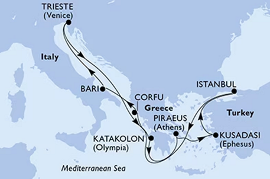 TRIESTE
(Venice)
Italy
BARI
CORFU
Greece
ISTANBUL
PIRAEUS
(Athens)
Turkey
KATAKOLON
(Olympia)
KUSADASI
(Ephesus)
Mediterranean Sea